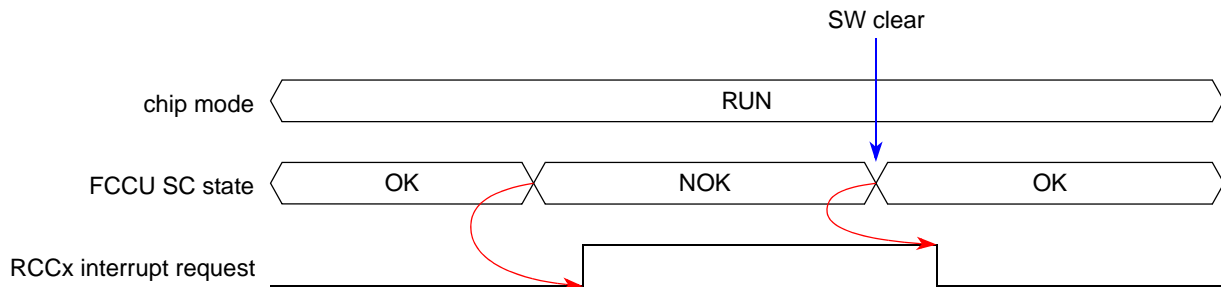 SW clear
chip mode
RUN
FCCU SC state
OK
NOK
OK
RCCx interrupt request